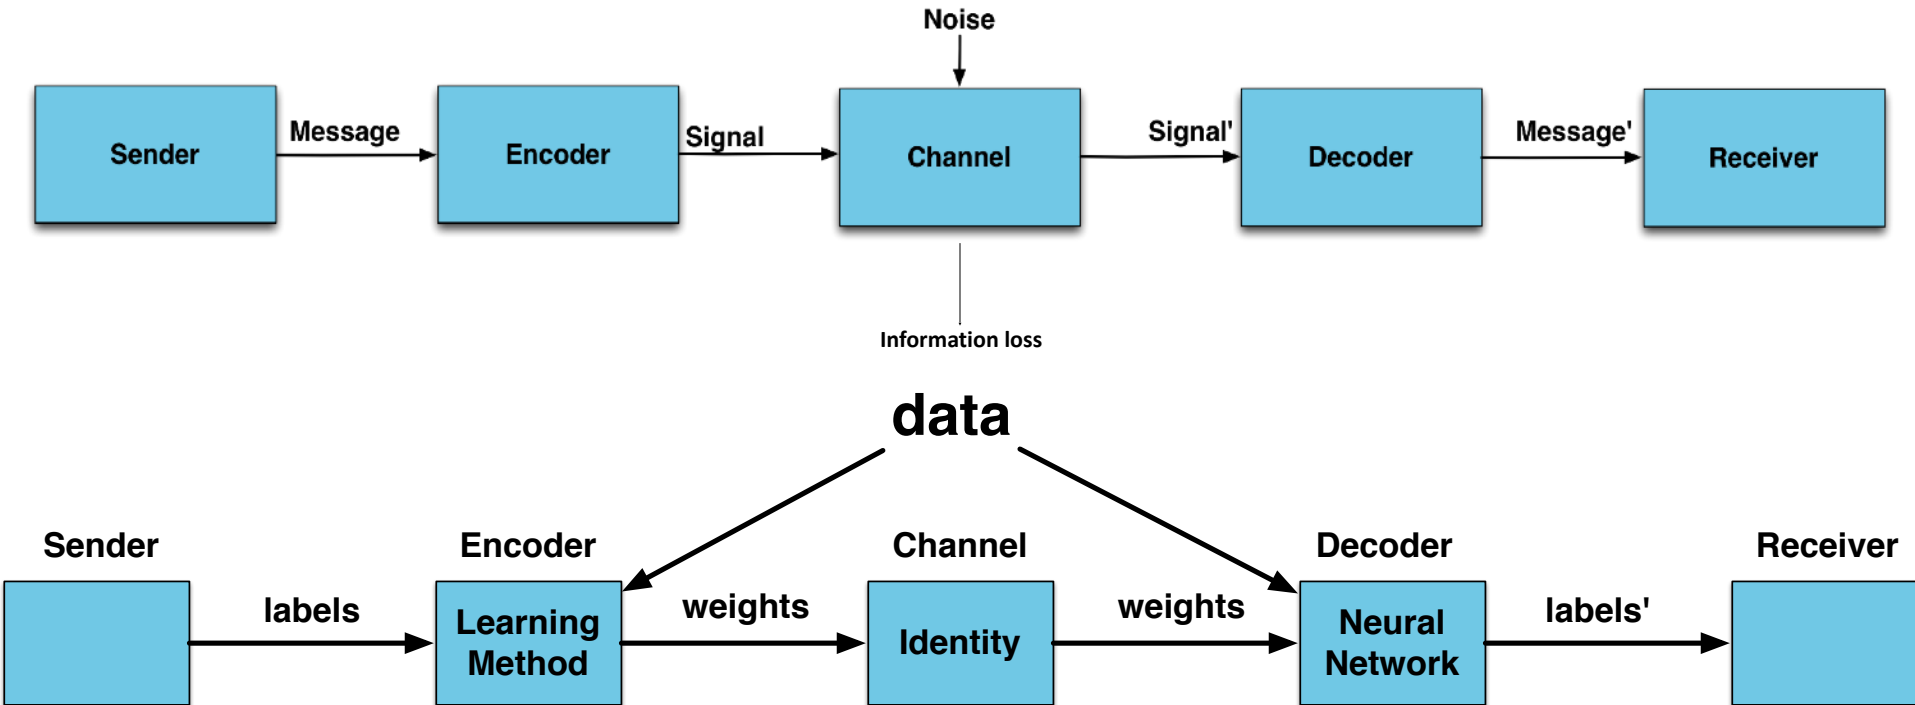 Noise
Sender
Message
Encoder
Signal
Channel
Signal'
Decoder
Message'
Receiver
Information loss
data
Sender
Encoder
Channel
Decoder
Receiver
labels
Learning
Method
weights
Identity
weights
Neural
Network
labels'